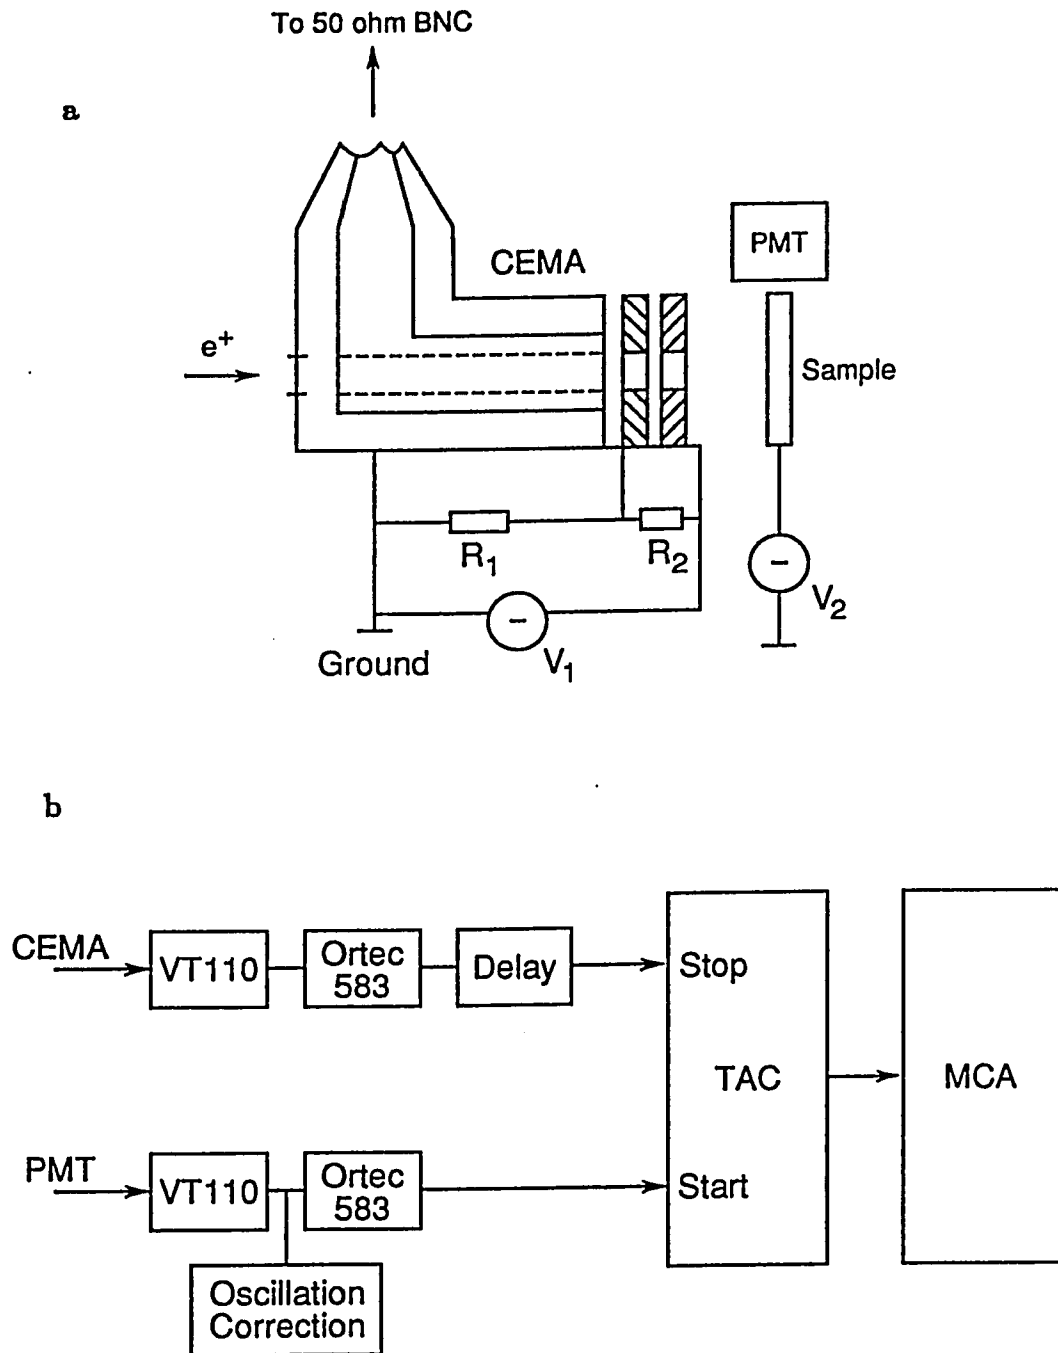 To 50 ohm BNC
a
PMT
CEMA
e+
Sample
R1
R2
V2
V1
Ground
b
CEMA
VT110
Ortec
583
Delay
Stop
TAC
MCA
PMT
VT110
Ortec
583
Start
Oscillation
Correction